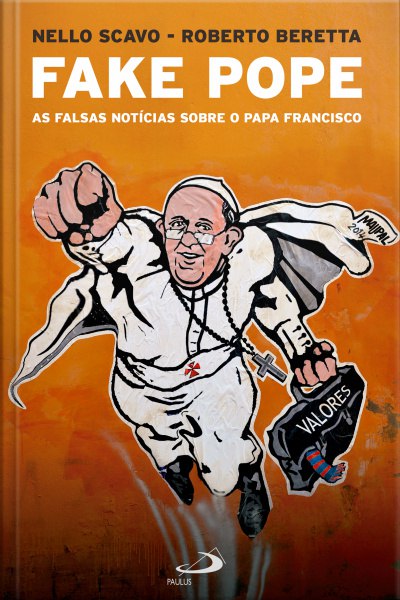 NELLO SCAVO - ROBERTO BERETTA
FAKE POPE
AS FALSAS NOTÍCIAS SOBRE O PAPA FRANCISCO
MAUPAL
2014
VALORES
PAULUS